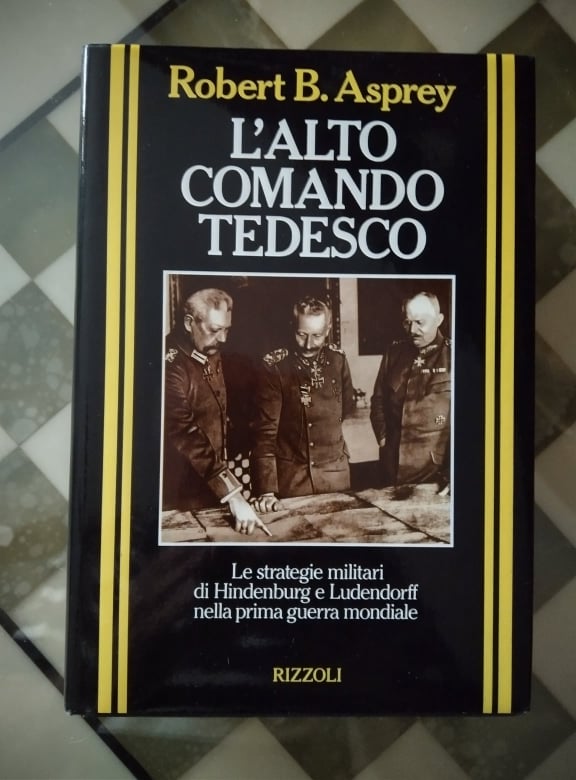 Robert B. Asprey
L'ALTO
COMANDO
TEDESCO
Le strategie militari
di Hindenburg e Ludendorff
nella prima guerra mondiale
RIZZOLI